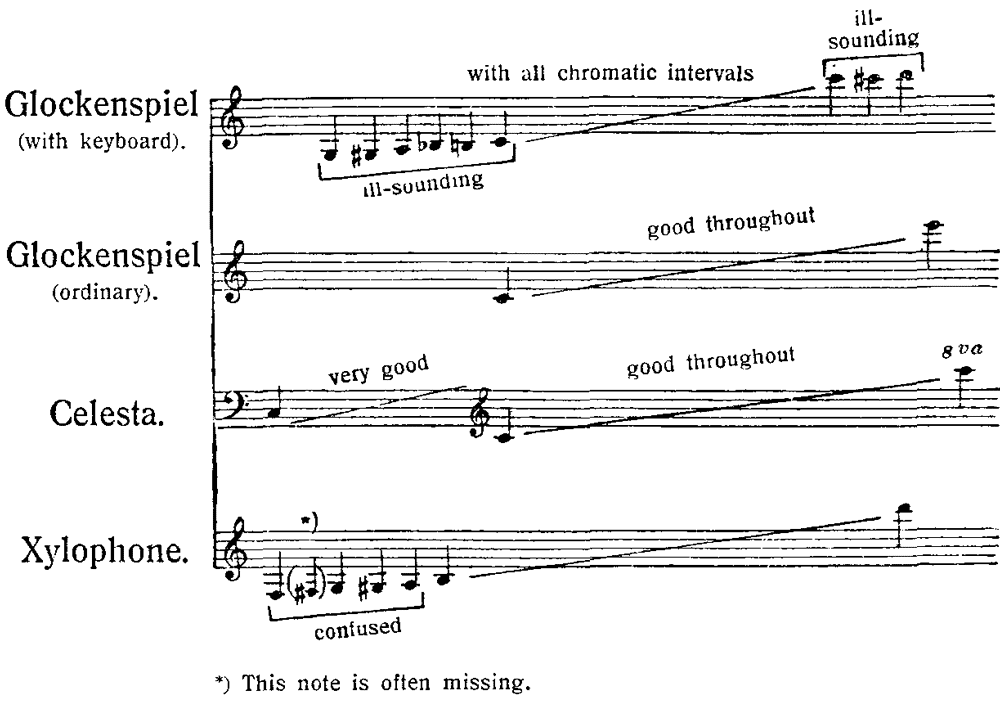 ill-
sounding
with all chromatic intervals
Glockenspiel
(with keyboard).
ill-sounding
good throughout
Glockenspiel
(ordinary).
8va
very good
good throughout
Celesta.
*)
Xylophone.
confused
*) This note is often missing.